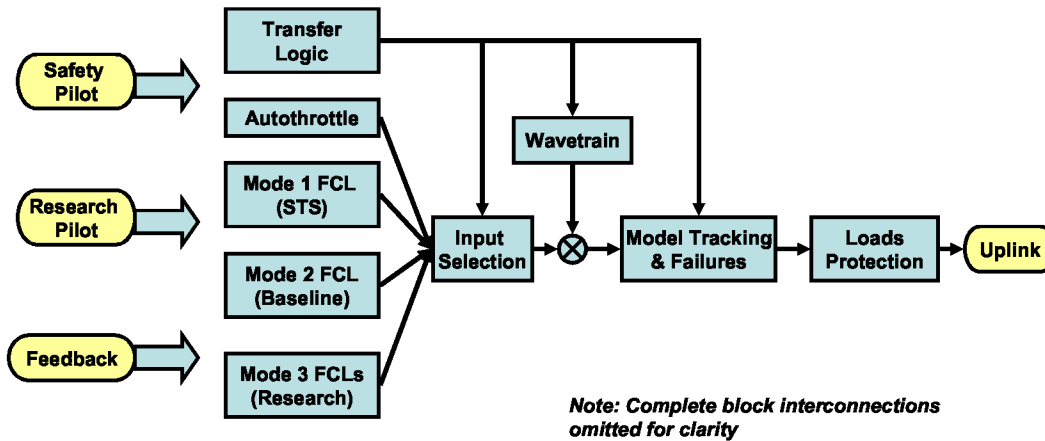 Transfer
Logic
Safety
Pilot
Autothrottle
Wavetrain
Mode 1 FCL
(STS)
Research
Pilot
Input
Selection
Model Tracking
& Failures
Loads
Protection
Uplink
Mode 2 FCL
(Baseline)
Feedback
Mode 3 FCLs
(Research)
Note: Complete block interconnections
omitted for clarity